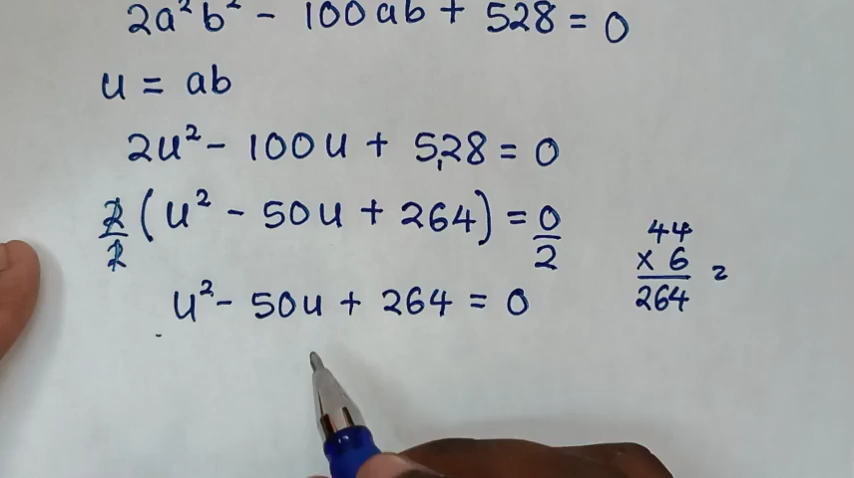 2a²b² - 100ab + 528 = 0
u = ab
2u² - 100u + 528 = 0
2/2 (u² - 50u + 264) = 0/2
u² - 50u + 264 = 0
44
× 6 =
264